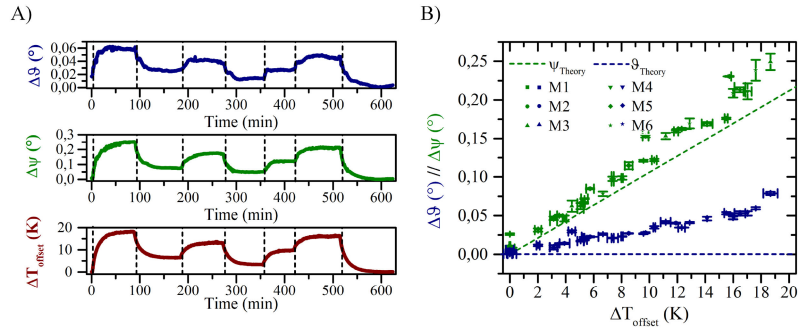 A)
Δϑ (°)
0,06
0,04
0,02
0,00
0 100 200 300 400 500 600
Time (min)
Δψ (°)
0,3
0,2
0,1
0,0
0 100 200 300 400 500 600
Time (min)
ΔToffset (K)
20
10
0
0 100 200 300 400 500 600
Time (min)
B)
Δϑ (°) // Δψ (°)
0,25
0,20
0,15
0,10
0,05
0,00
ψTheory ϑTheory
M1 M4
M2 M5
M3 M6
0 2 4 6 8 10 12 14 16 18 20
ΔToffset (K)